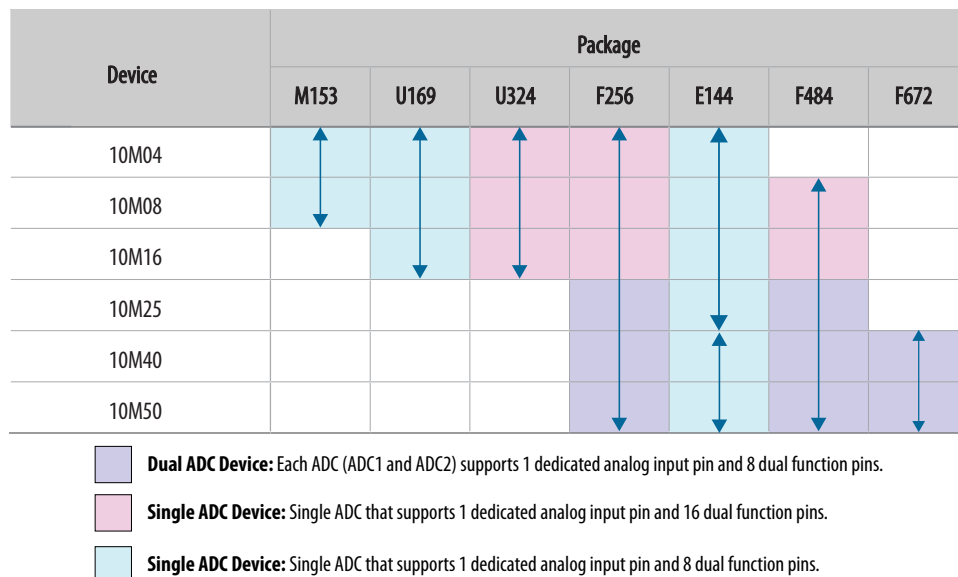 Device
Package
M153 U169 U324 F256 E144 F484 F672
10M04
10M08
10M16
10M25
10M40
10M50
Dual ADC Device: Each ADC (ADC1 and ADC2) supports 1 dedicated analog input pin and 8 dual function pins.
Single ADC Device: Single ADC that supports 1 dedicated analog input pin and 16 dual function pins.
Single ADC Device: Single ADC that supports 1 dedicated analog input pin and 8 dual function pins.